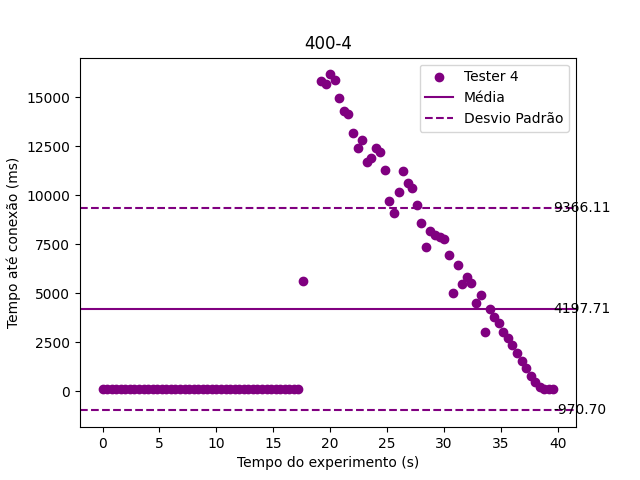 400-4
Tester 4
Média
Desvio Padrão
Tempo até conexão (ms)
15000
12500
10000
7500
5000
2500
0
9366.11
4197.71
-970.70
0 5 10 15 20 25 30 35 40
Tempo do experimento (s)